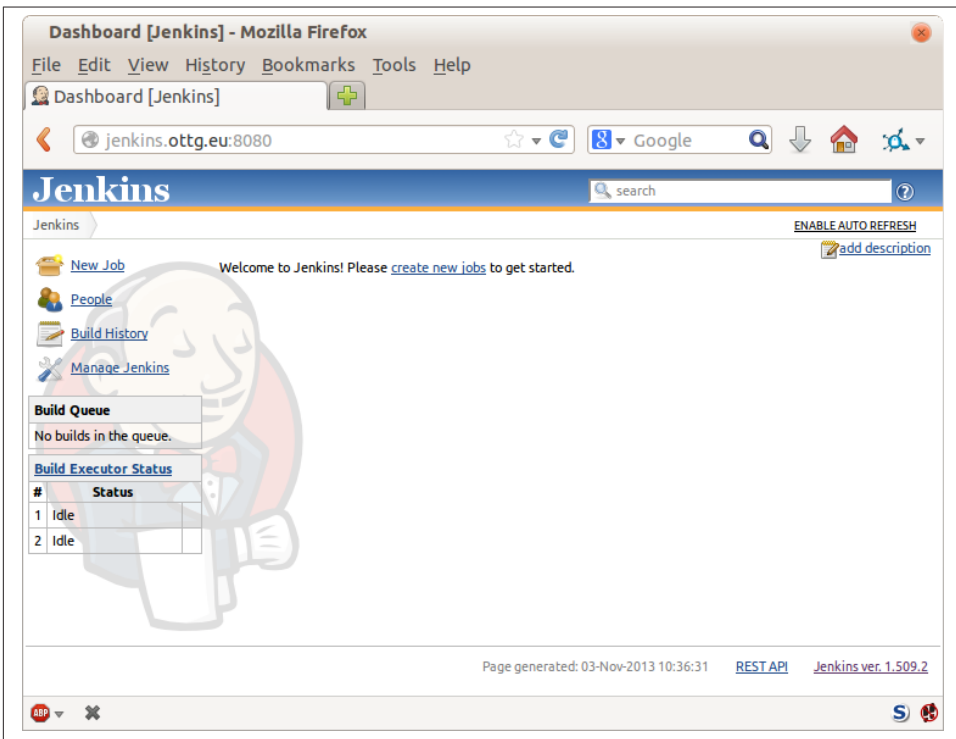 Dashboard [Jenkins] - Mozilla Firefox
File Edit View History Bookmarks Tools Help
Dashboard [Jenkins]
jenkins.ottg.eu:8080
Google
Jenkins
search
Jenkins
ENABLE AUTO REFRESH
add description
New Job
Welcome to Jenkins! Please create new jobs to get started.
People
Build History
Manage Jenkins
Build Queue
No builds in the queue.
Build Executor Status
# Status
1 Idle
2 Idle
Page generated: 03-Nov-2013 10:36:31 REST API Jenkins ver. 1.509.2
ABP
S